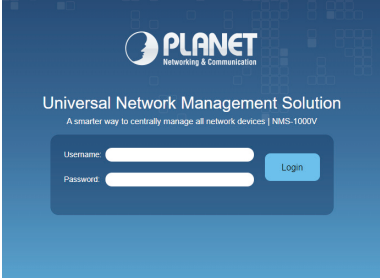 PLANET
Networking & Communication
Universal Network Management Solution
A smarter way to centrally manage all network devices | NMS-1000V
Username:
Password:
Login